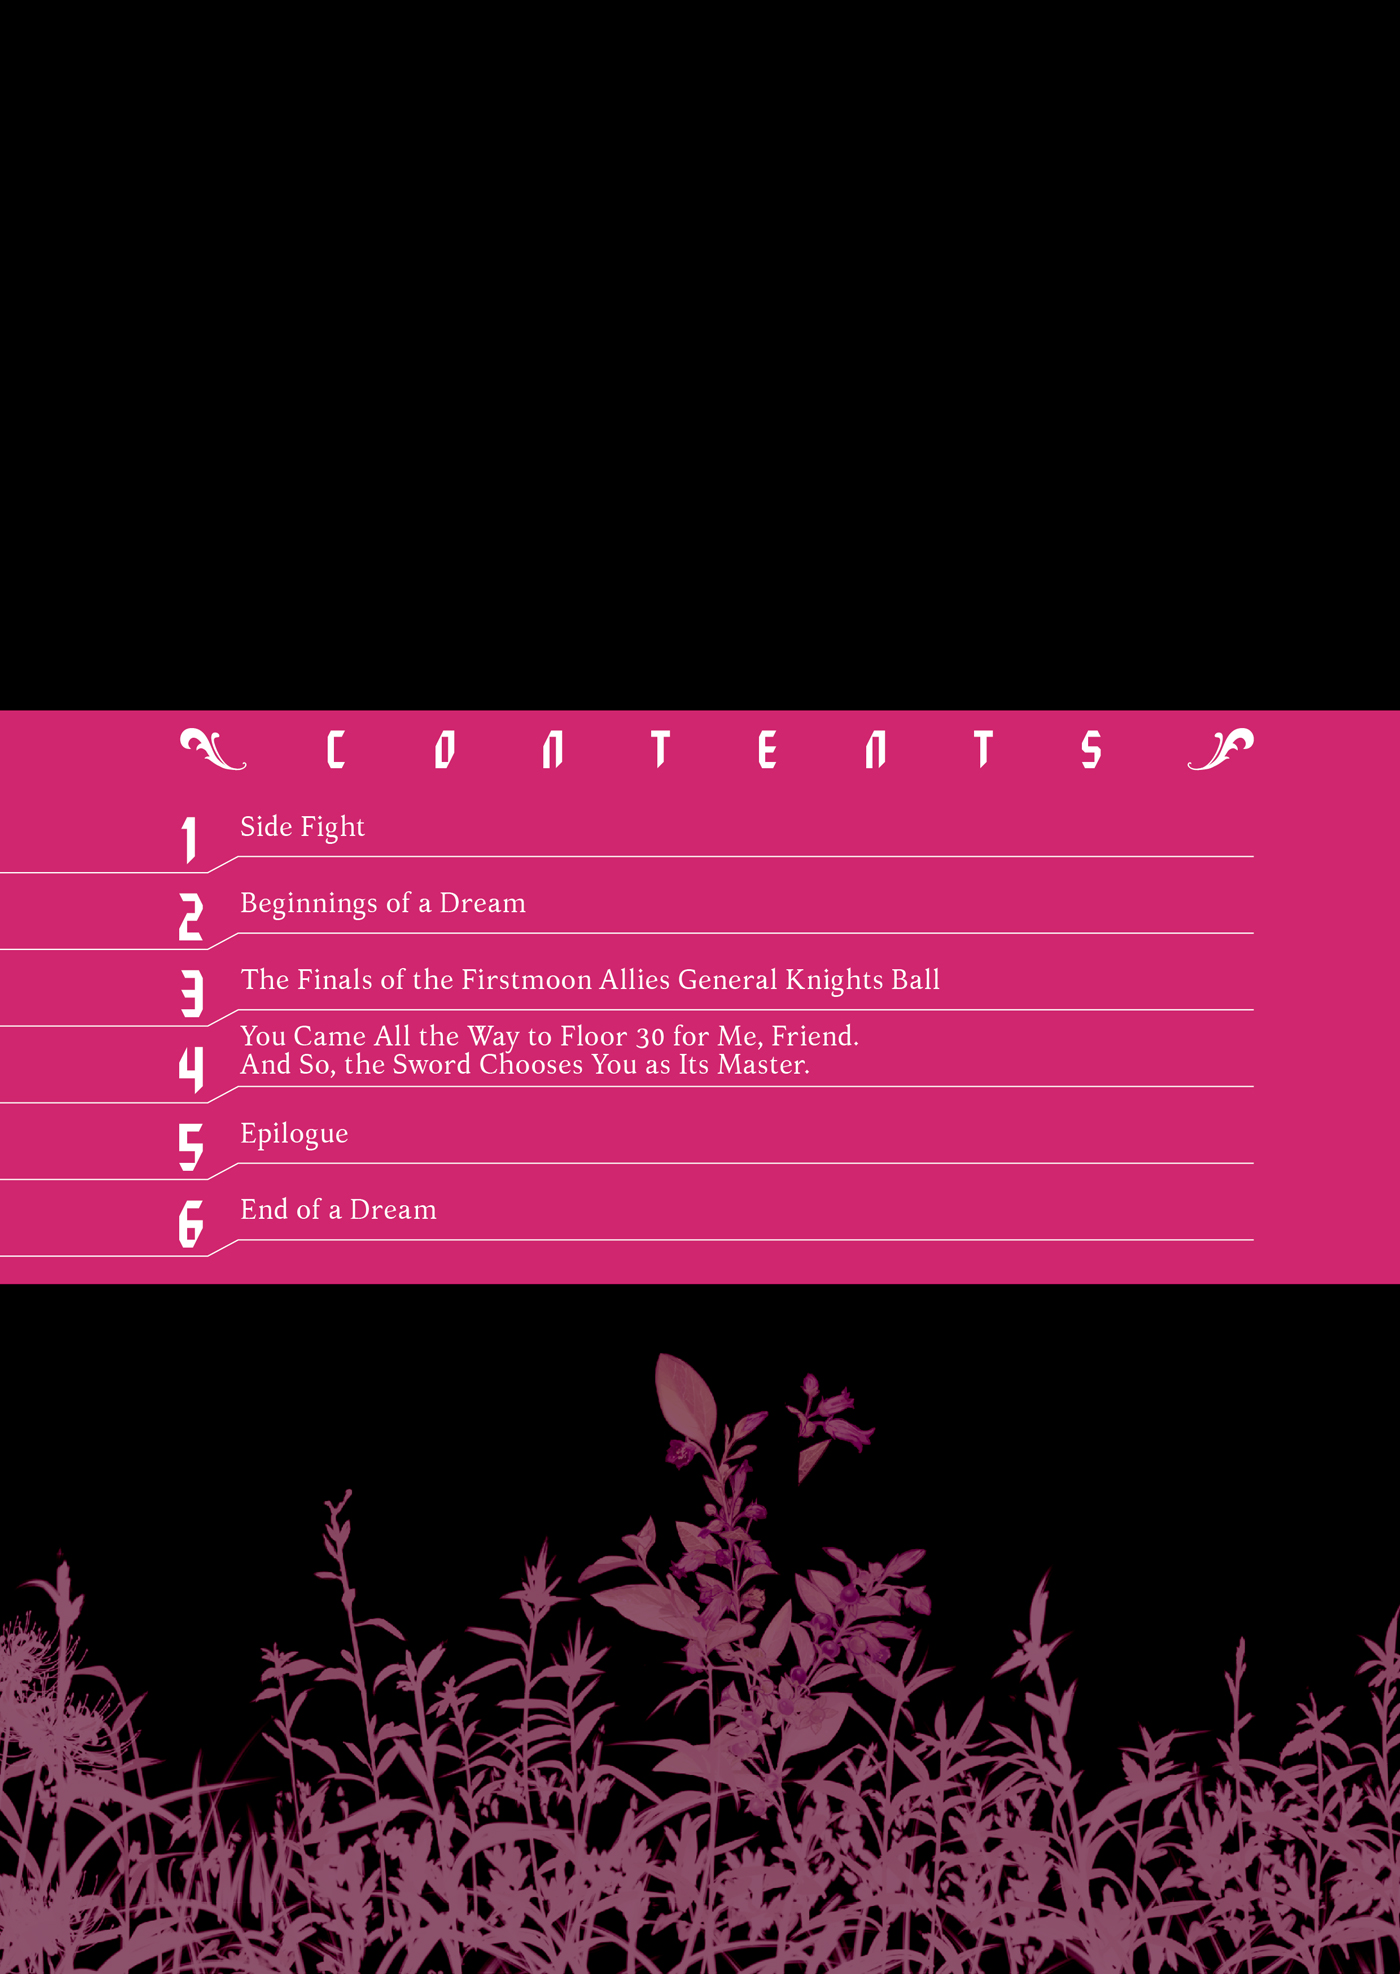 CONTENTS
1 Side Fight
2 Beginnings of a Dream
3 The Finals of the Firstmoon Allies General Knights Ball
4 You Came All the Way to Floor 30 for Me, Friend.
And So, the Sword Chooses You as Its Master.
5 Epilogue
6 End of a Dream